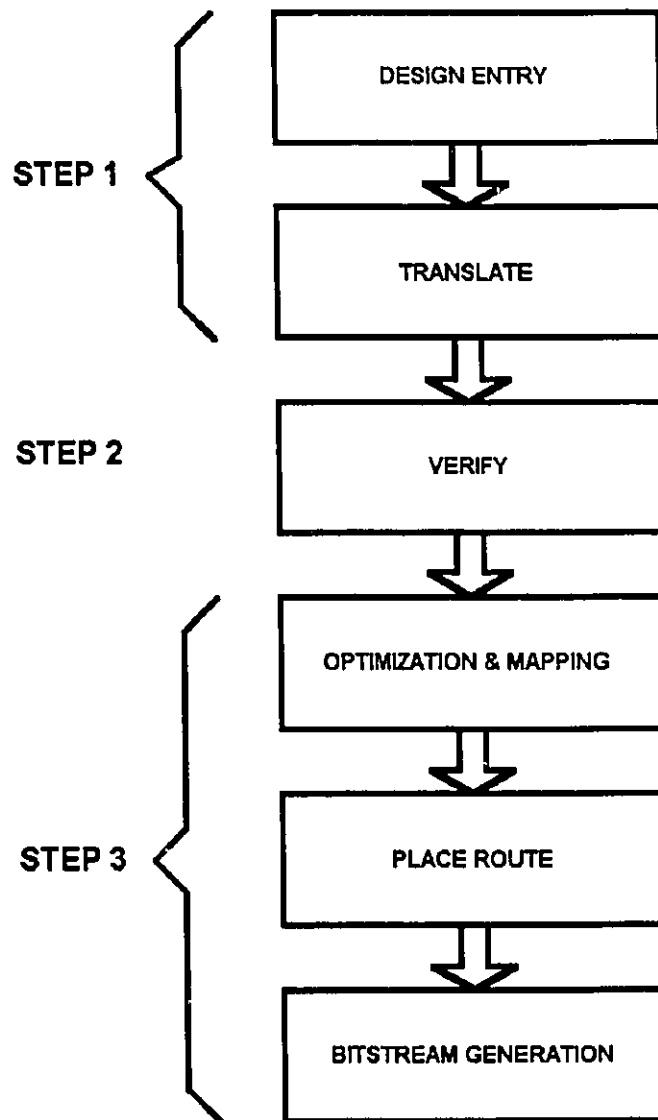 DESIGN ENTRY
STEP 1
TRANSLATE
STEP 2
VERIFY
OPTIMIZATION & MAPPING
STEP 3
PLACE ROUTE
BITSTREAM GENERATION